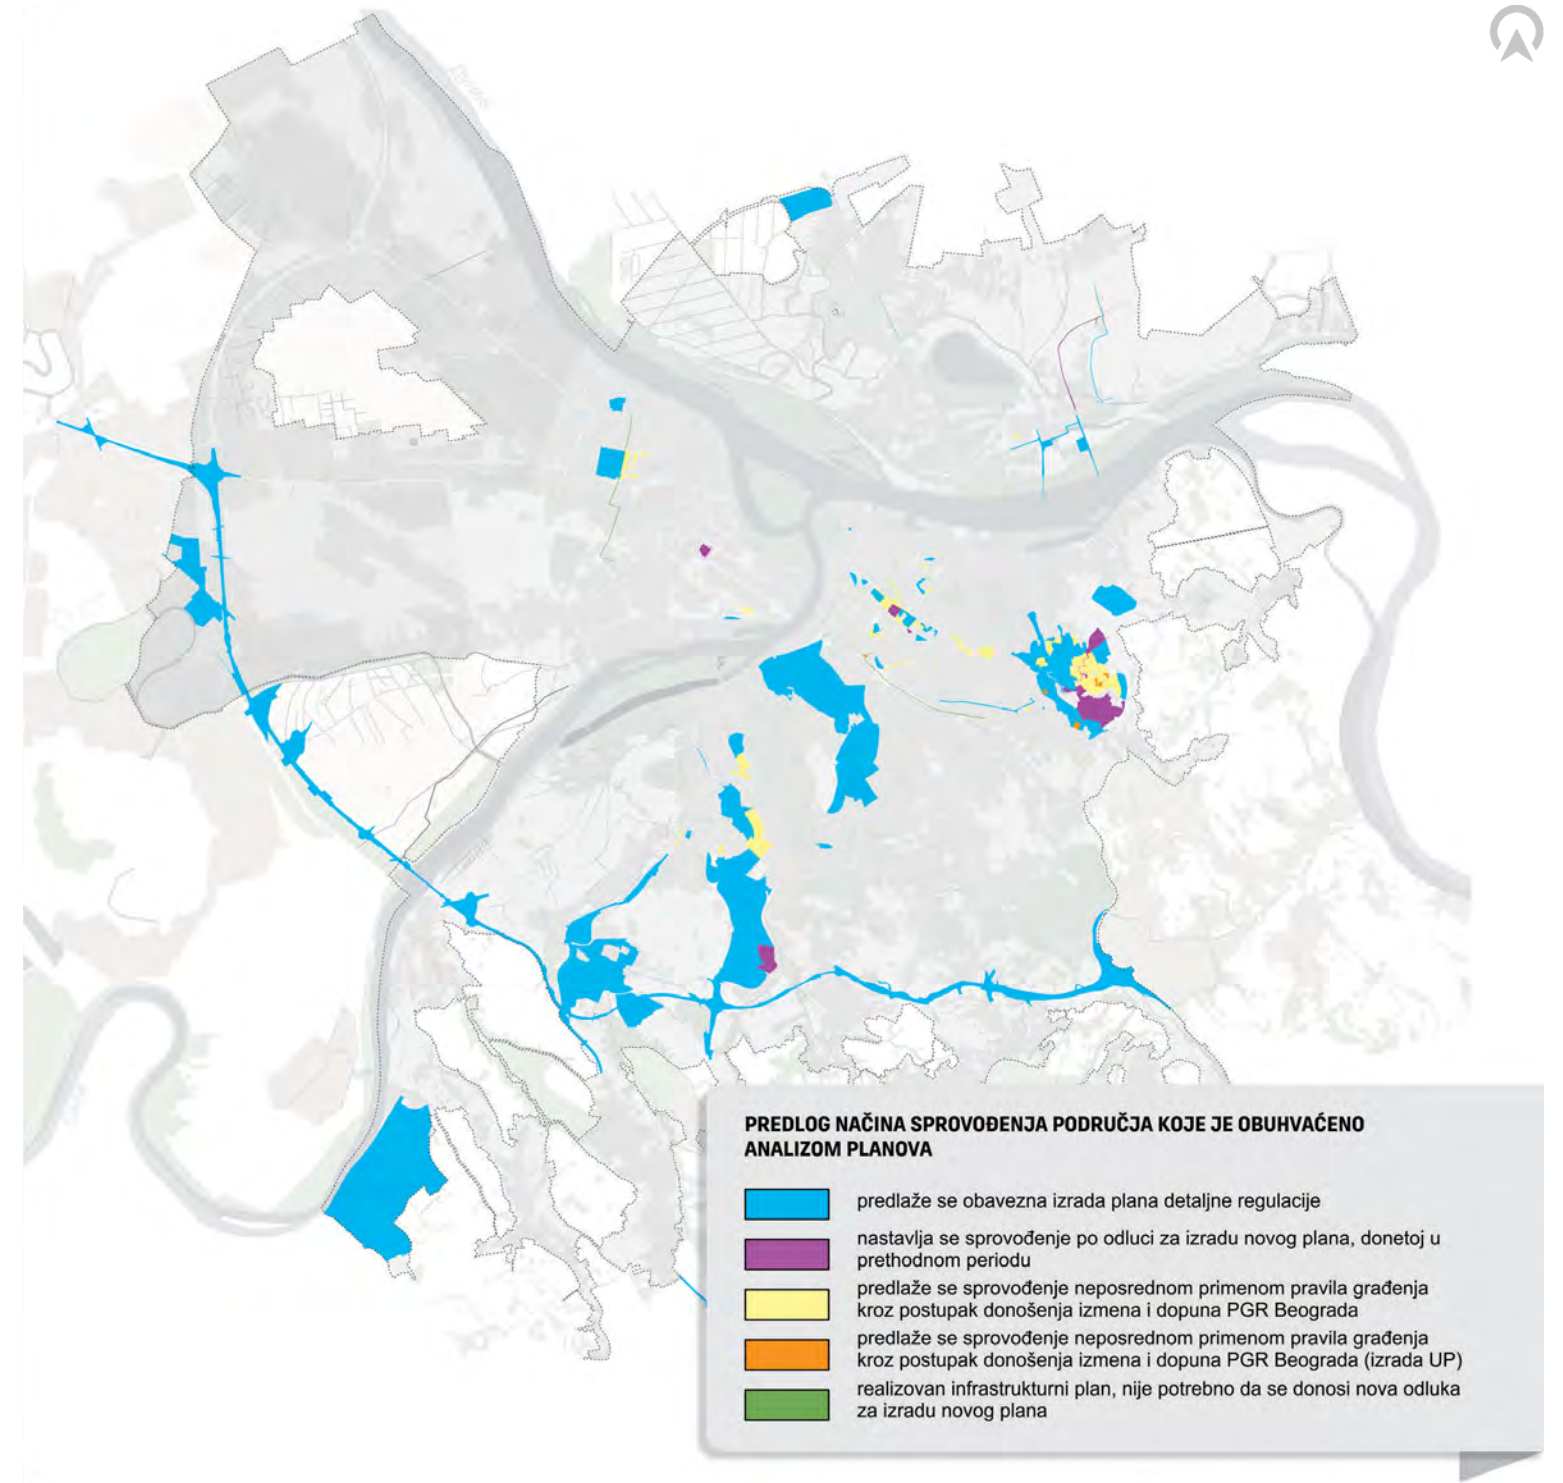 PREDLOG NAČINA SPROVOĐENJA PODRUČJA KOJE JE OBUHVAĆENO
ANALIZOM PLANOVA
predlaže se obavezna izrada plana detaljne regulacije
nastavlja se sprovođenje po odluci za izradu novog plana, donetoj u
prethodnom periodu
predlaže se sprovođenje neposrednom primenom pravila građenja
kroz postupak donošenja izmena i dopuna PGR Beograda
predlaže se sprovođenje neposrednom primenom pravila građenja
kroz postupak donošenja izmena i dopuna PGR Beograda (izrada UP)
realizovan infrastrukturni plan, nije potrebno da se donosi nova odluka
za izradu novog plana